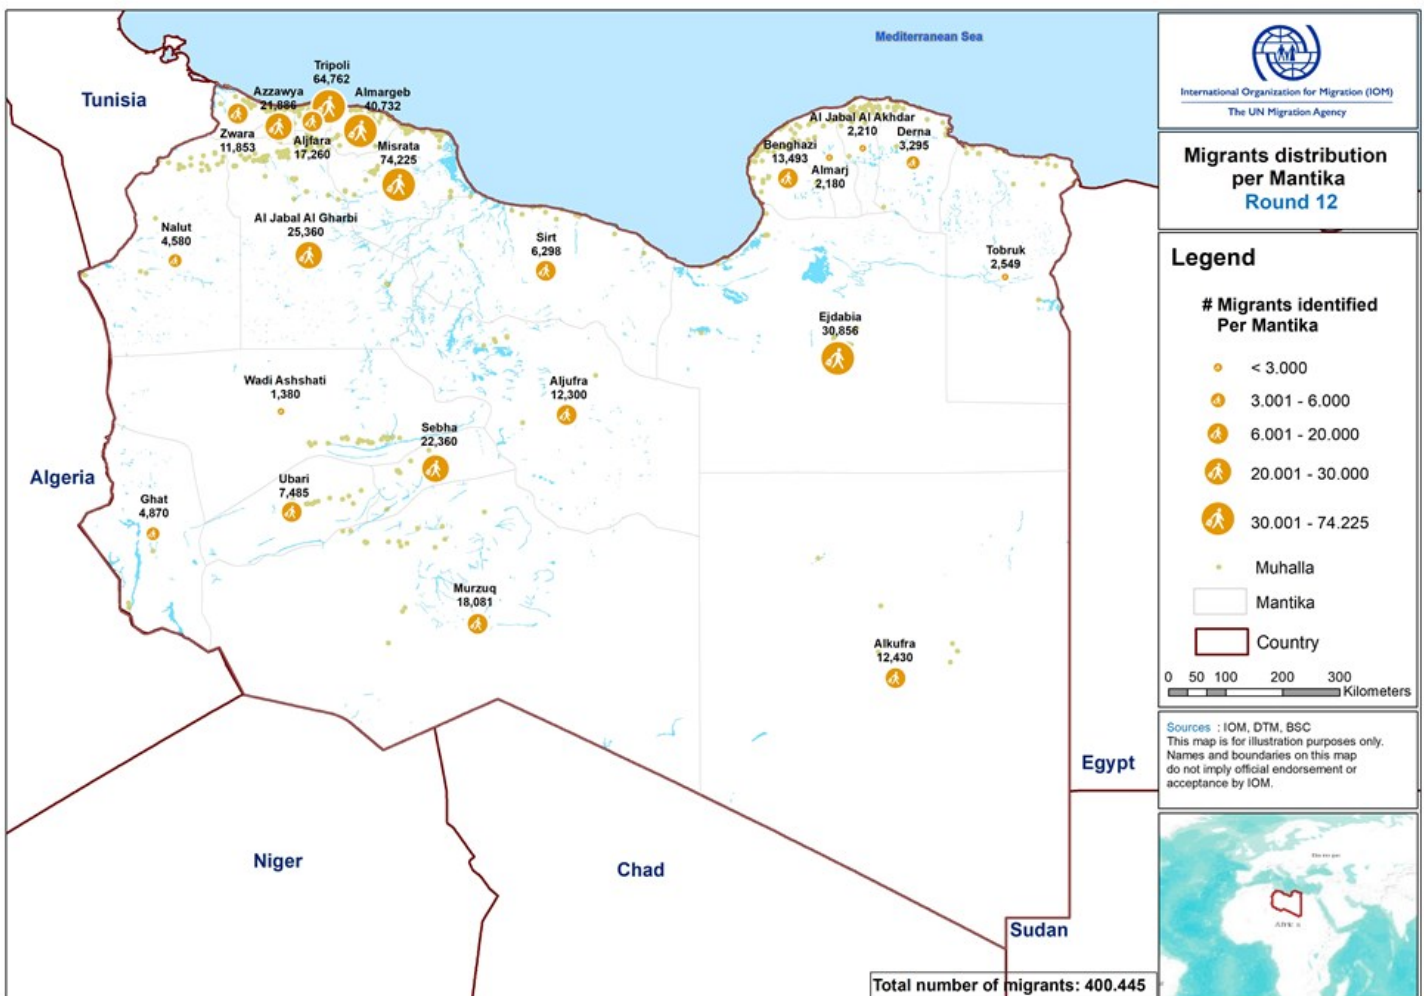 Mediterranean Sea
Tunisia
Tripoli
64,762
Azzawya
21,886
Almargeb
40,732
Zwara
11,853
Aljfara
17,260
Misrata
74,225
Al Jabal Al Akhdar
2,210
Derna
3,295
Benghazi
13,493
Almarj
2,180
Nalut
4,580
Al Jabal Al Gharbi
25,360
Sirt
6,298
Tobruk
2,549
Ejdabia
30,856
Wadi Ashshati
1,380
Aljufra
12,300
Sebha
22,360
Algeria
Ubari
7,485
Ghat
4,870
Murzuq
18,081
Alkufra
12,430
Egypt
Niger
Chad
Sudan
Total number of migrants: 400.445
International Organization for Migration (IOM)
The UN Migration Agency
Migrants distribution
per Mantika
Round 12
Legend
# Migrants identified
Per Mantika
< 3.000
3.001 - 6.000
6.001 - 20.000
20.001 - 30.000
30.001 - 74.225
Muhalla
Mantika
Country
0 50 100 200 300
Kilometers
Sources : IOM, DTM, BSC
This map is for illustration purposes only.
Names and boundaries on this map
do not imply official endorsement or
acceptance by IOM.
Africa